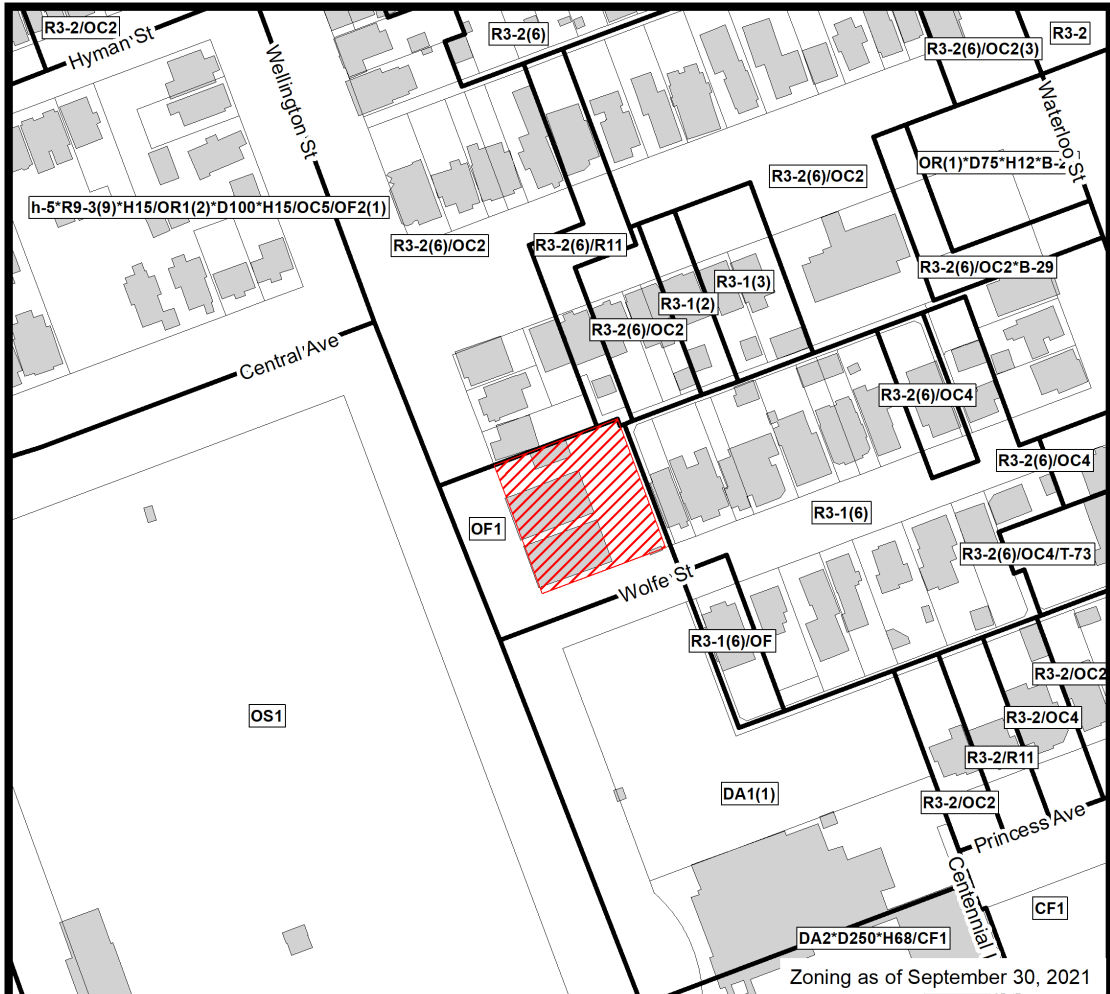 R3-2/OC2
Hyman St
R3-2(6)
R3-2(6)/OC2(3)
R3-2
Wellington St
Waterloo St
OR(1)*D75*H12*B-
R3-2(6)/OC2
h-5*R9-3(9)*H15/OR1(2)*D100*H15/OC5/OF2(1)
R3-2(6)/OC2
R3-2(6)/R11
R3-2(6)/OC2*B-29
R3-1(3)
R3-1(2)
R3-2(6)/OC2
Central Ave
R3-2(6)/OC4
R3-2(6)/OC4
OF1
R3-1(6)
R3-2(6)/OC4/T-73
Wolfe St
R3-1(6)/OF
R3-2/OC2
OS1
R3-2/OC4
R3-2/R11
DA1(1)
R3-2/OC2
Princess Ave
Centennial
CF1
DA2*D250*H68/CF1
Zoning as of September 30, 2021